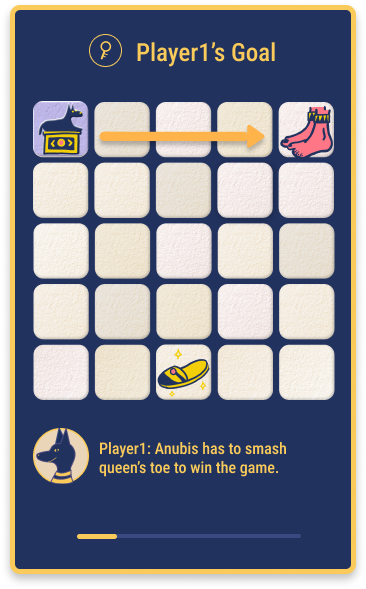 Player1's Goal
Player1: Anubis has to smash
queen's toe to win the game.